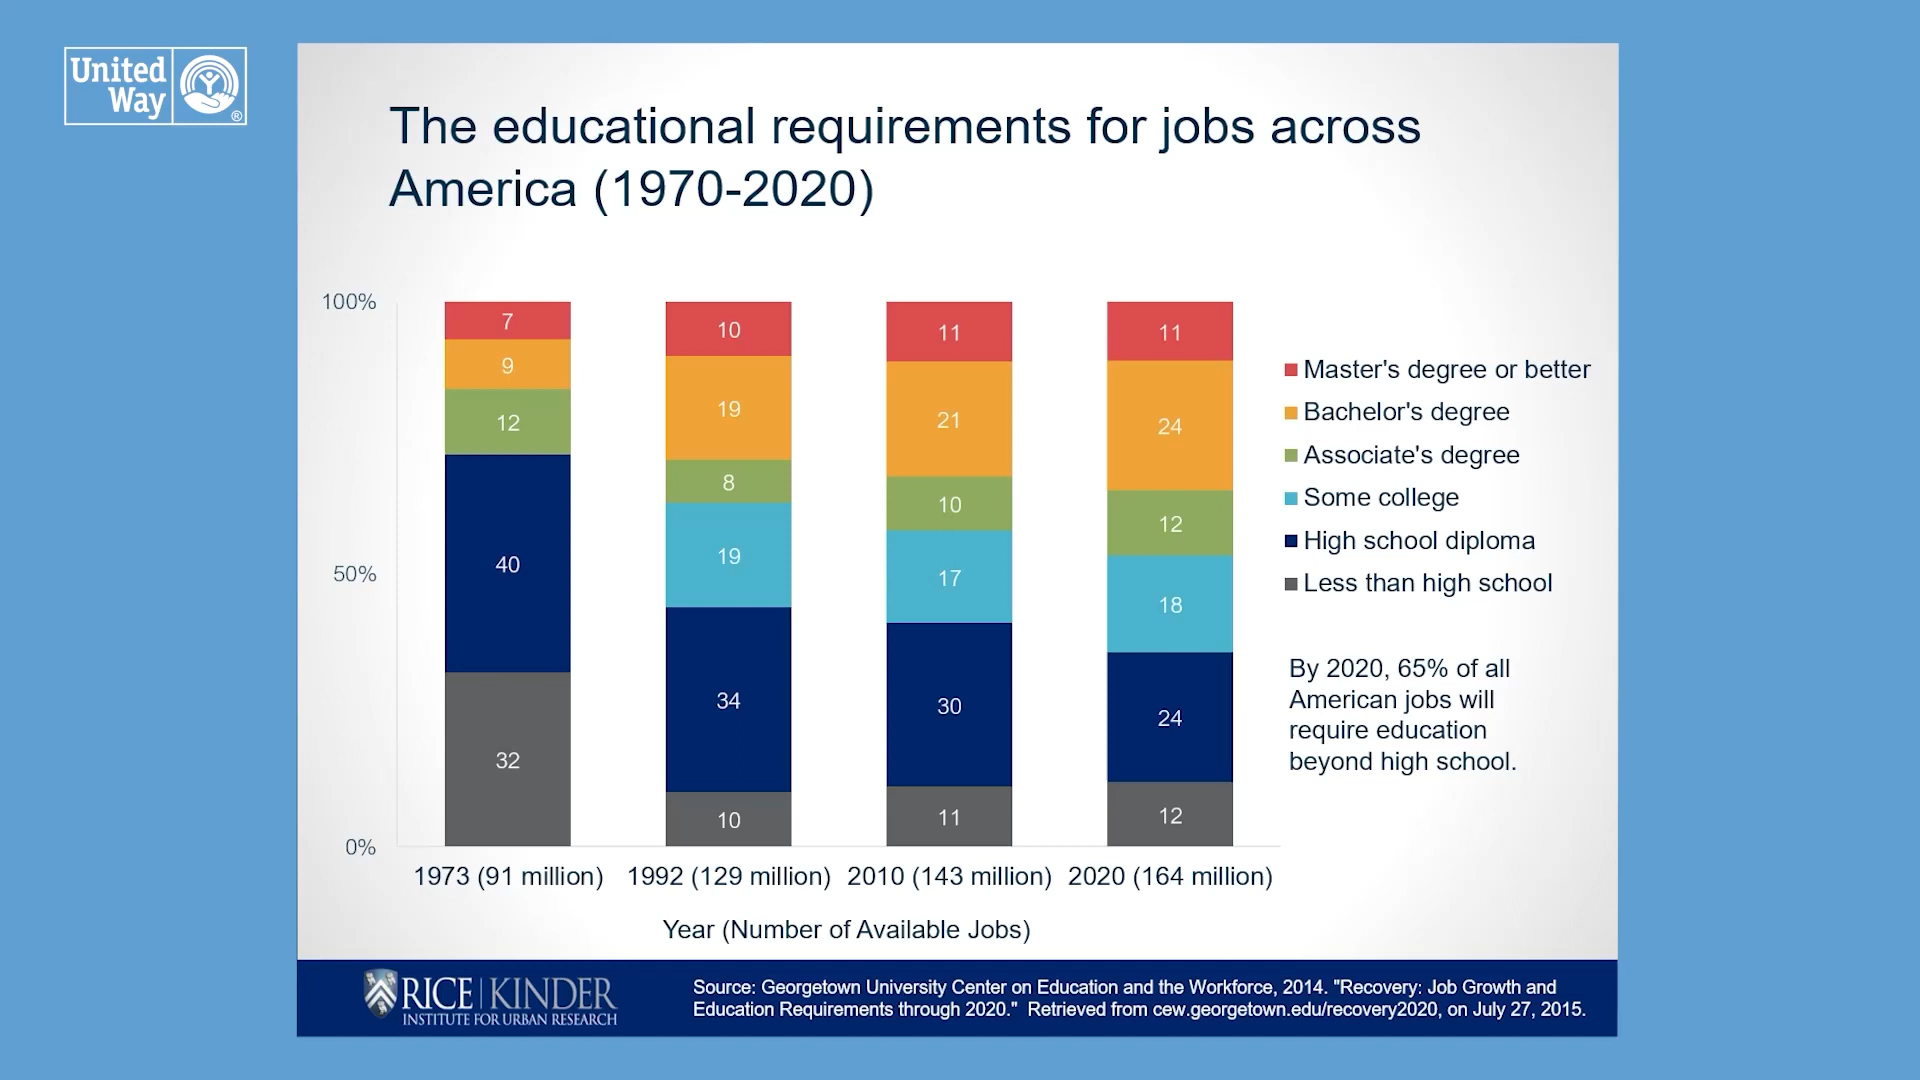 United
Way
®
The educational requirements for jobs across
America (1970-2020)
100%
50%
0%
7
9
12
40
32
10
19
8
19
34
10
11
21
10
17
30
11
11
24
12
18
24
12
1973 (91 million)
1992 (129 million)
2010 (143 million)
2020 (164 million)
Year (Number of Available Jobs)
Master's degree or better
Bachelor's degree
Associate's degree
Some college
High school diploma
Less than high school
By 2020, 65% of all
American jobs will
require education
beyond high school.
RICE | KINDER
INSTITUTE FOR URBAN RESEARCH
Source: Georgetown University Center on Education and the Workforce, 2014. "Recovery: Job Growth and
Education Requirements through 2020."  Retrieved from cew.georgetown.edu/recovery2020, on July 27, 2015.